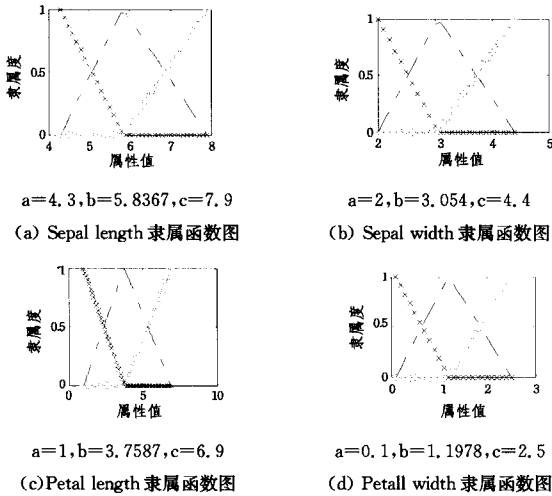 1
0.5
0
隶属度
4 5 6 7 8
属性值
a=4.3,b=5.8367,c=7.9
(a) Sepal length 隶属函数图
1
0.5
0
隶属度
2 3 4 5
属性值
a=2,b=3.054,c=4.4
(b) Sepal width 隶属函数图
1
0.5
0
隶属度
0 5 10
属性值
a=1,b=3.7587,c=6.9
(c)Petal length 隶属函数图
1
0.5
0
隶属度
0 1 2 3
属性值
a=0.1,b=1.1978,c=2.5
(d) Petall width 隶属函数图